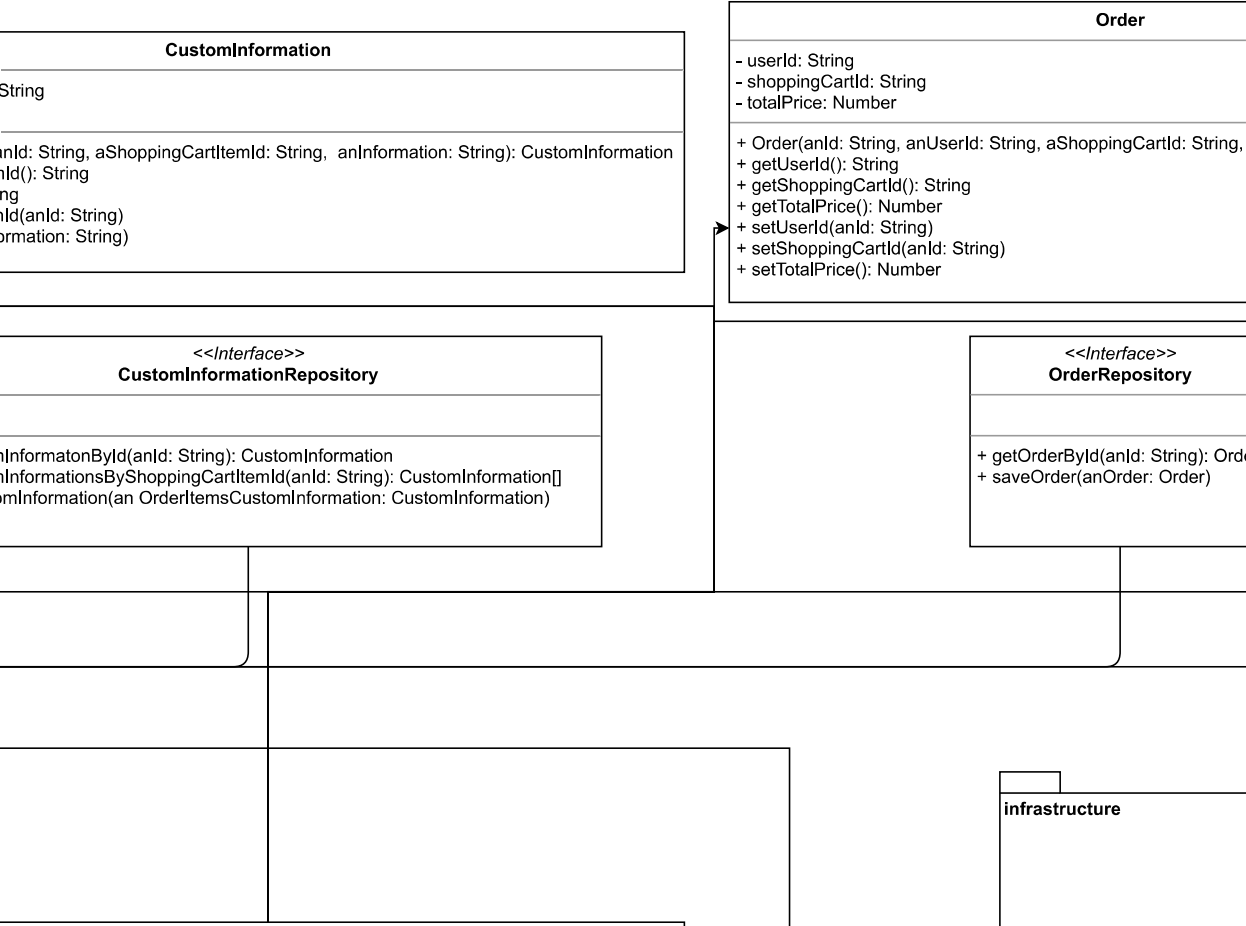 CustomInformation
String
anId: String, aShoppingCartItemId: String, anInformation: String): CustomInformation
nId(): String
ng
nId(anId: String)
ormation: String)
Order
- userId: String
- shoppingCartId: String
- totalPrice: Number
+ Order(anId: String, anUserId: String, aShoppingCartId: String,
+ getUserId(): String
+ getShoppingCartId(): String
+ getTotalPrice(): Number
+ setUserId(anId: String)
+ setShoppingCartId(anId: String)
+ setTotalPrice(): Number
<<Interface>>
CustomInformationRepository
nInformatonById(anId: String): CustomInformation
nInformationsByShoppingCartItemId(anId: String): CustomInformation[]
omInformation(an OrderItemsCustomInformation: CustomInformation)
<<Interface>>
OrderRepository
+ getOrderById(anId: String): Orde
+ saveOrder(anOrder: Order)
infrastructure